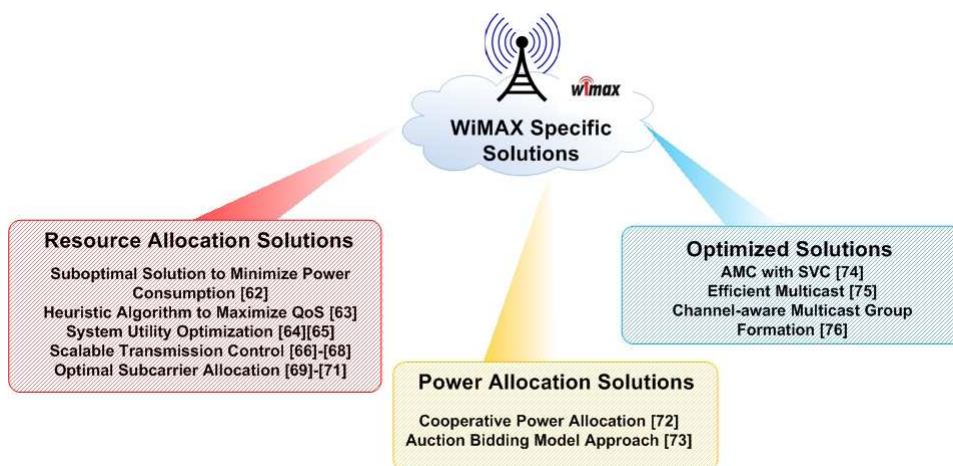 wimax
WiMAX Specific
Solutions
Resource Allocation Solutions
Suboptimal Solution to Minimize Power
Consumption [62]
Heuristic Algorithm to Maximize QoS [63]
System Utility Optimization [64][65]
Scalable Transmission Control [66]-[68]
Optimal Subcarrier Allocation [69]-[71]
Power Allocation Solutions
Cooperative Power Allocation [72]
Auction Bidding Model Approach [73]
Optimized Solutions
AMC with SVC [74]
Efficient Multicast [75]
Channel-aware Multicast Group
Formation [76]